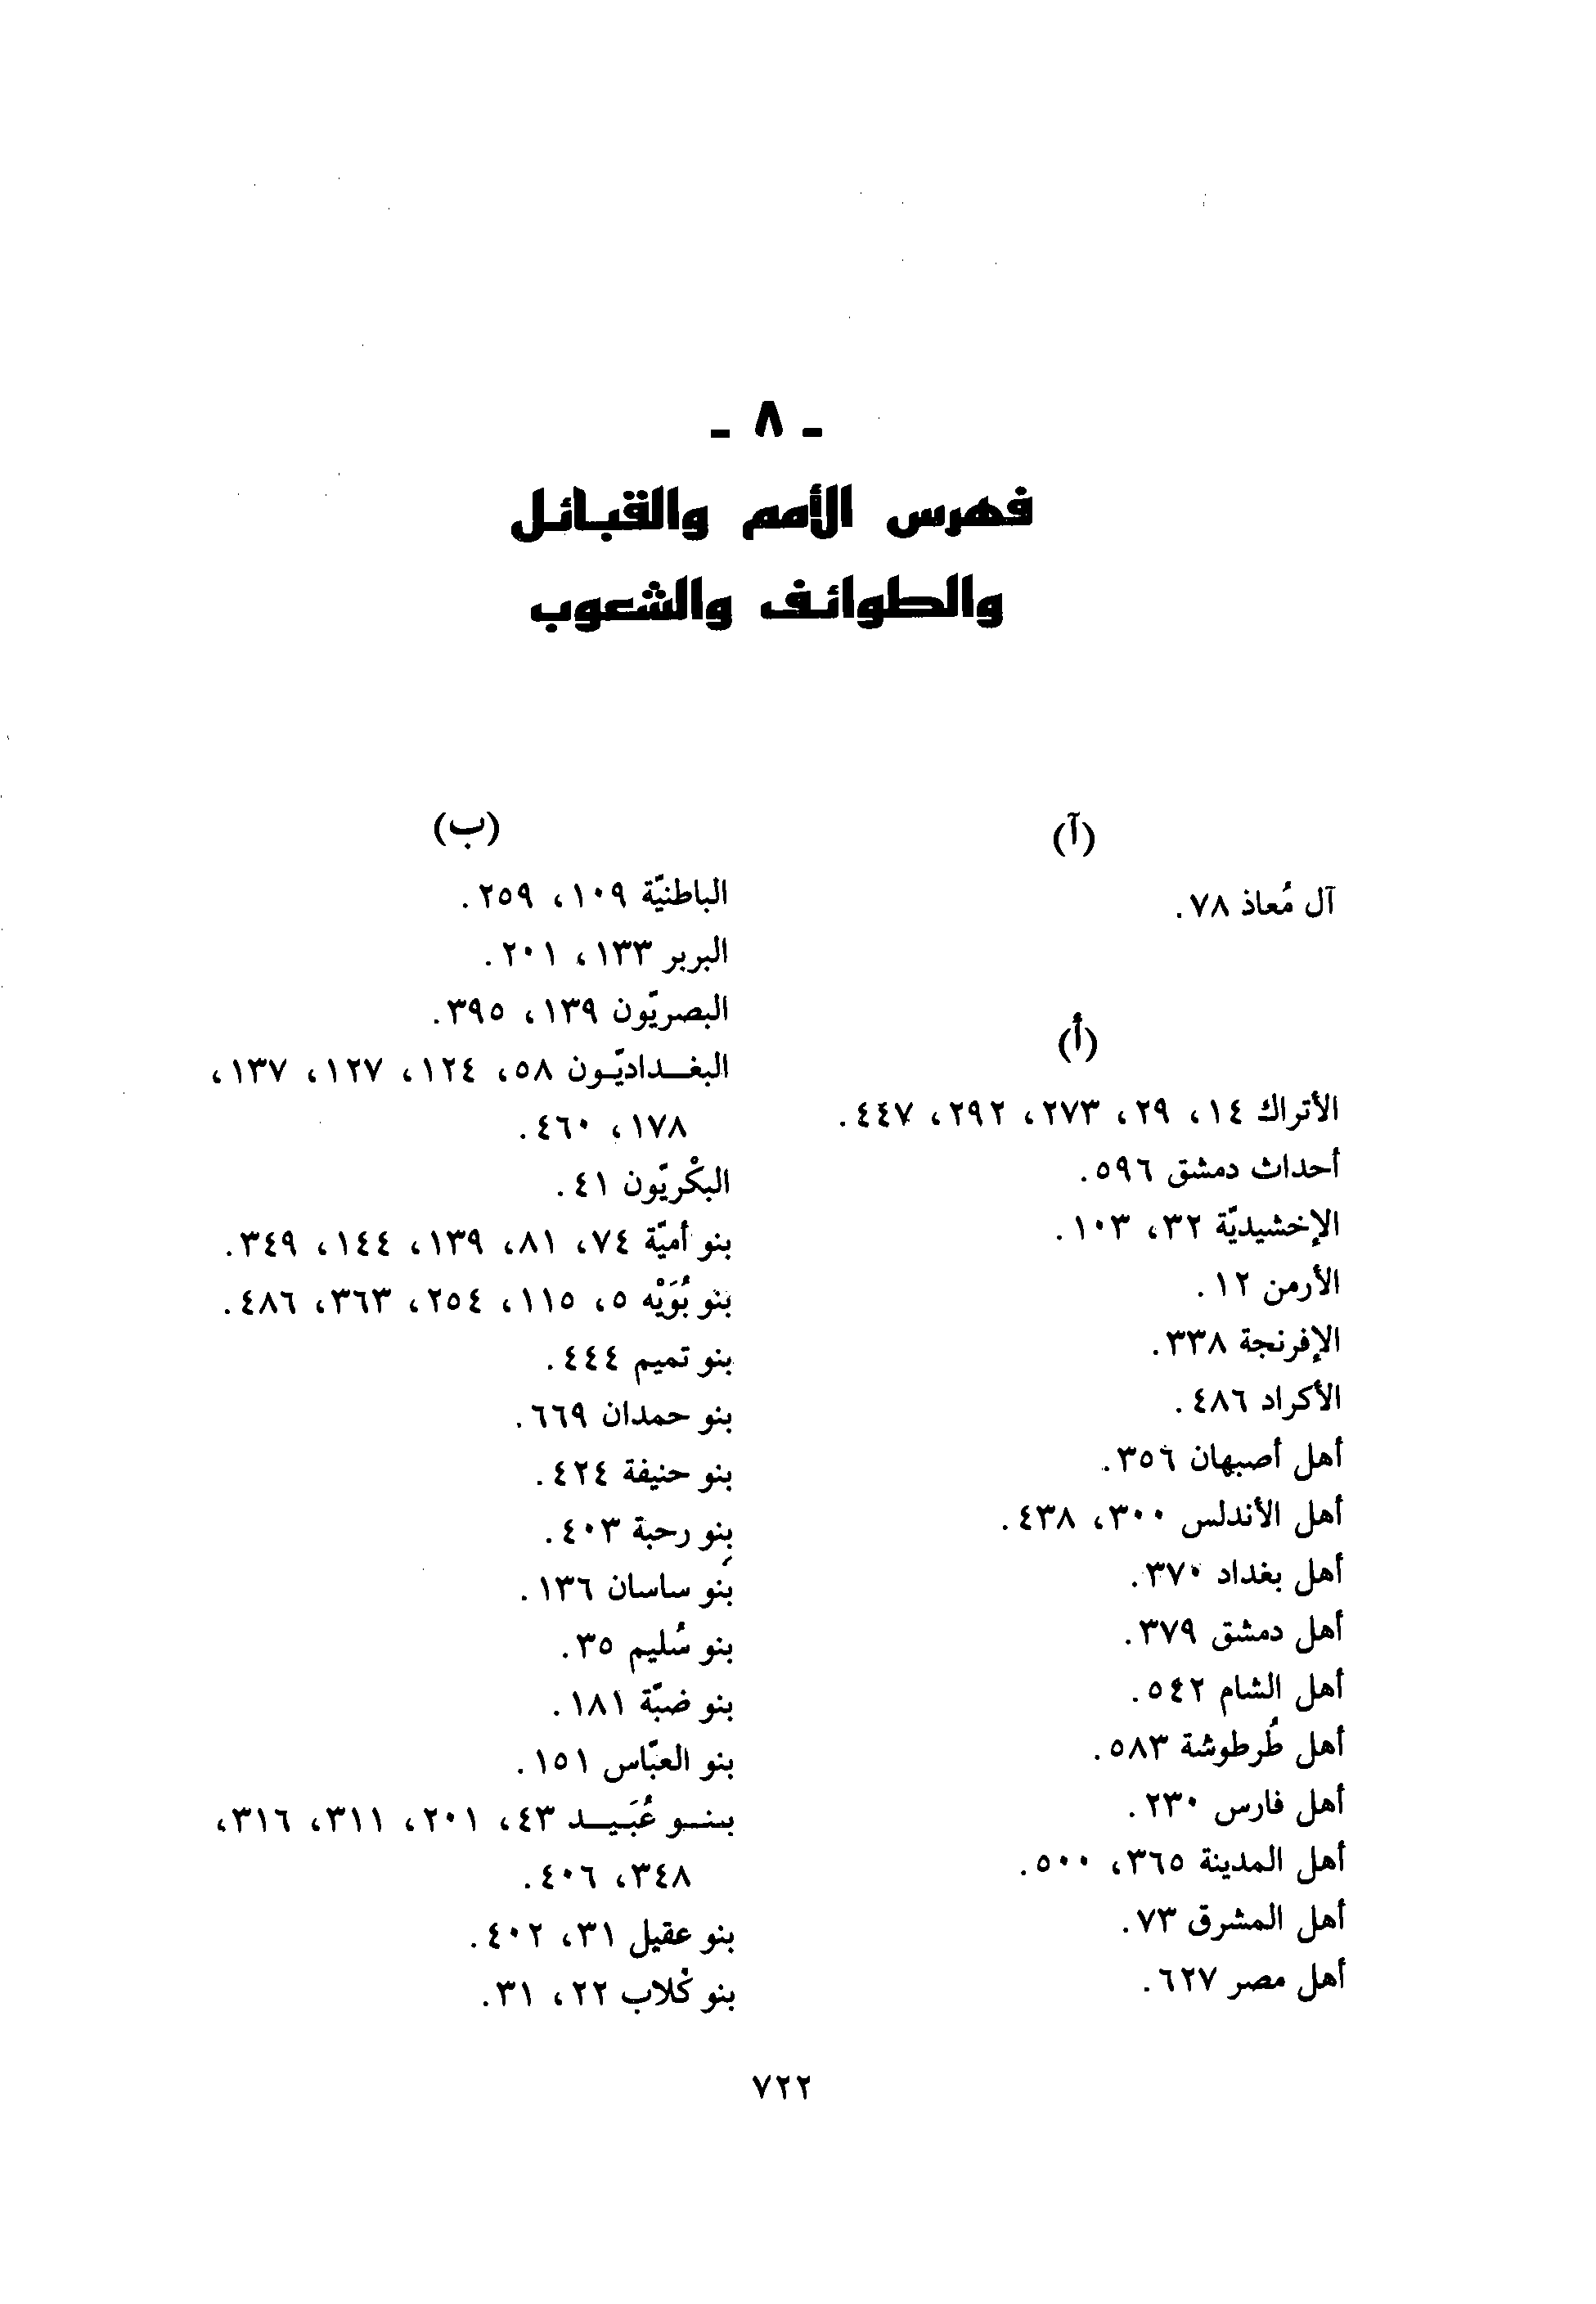 ـ ٨ ـ
فهرس الأمم والقبائل
والطوائف والشعوب
(آ)
آل مُعاذ ٧٨.
(أ)
الأتراك ١٤، ٢٩، ٢٧٣، ٢٩٢، ٤٤٧.
أحداث دمشق ٥٩٦.
الإخشيديّة ٣٢، ١٠٣.
الأرمن ١٢.
الإفرنجة ٣٣٨.
الأكراد ٤٨٦.
أهل أصبهان ٣٥٦.
أهل الأندلس ٣٠٠، ٤٣٨.
أهل بغداد ٣٧٠.
أهل دمشق ٣٧٩.
أهل الشام ٥٤٢.
أهل طُرطوشة ٥٨٣.
أهل فارس ٢٣٠.
أهل المدينة ٣٦٥، ٥٠٠.
أهل المشرق ٧٣.
أهل مصر ٦٢٧.
(ب)
الباطنيّة ١٠٩، ٢٥٩.
البربر ١٣٣، ٢٠١.
البصريّون ١٣٩، ٣٩٥.
البغـداديّـون ٥٨، ١٢٤، ١٢٧، ١٣٧،
١٧٨، ٤٦٠.
البكْريّون ٤١.
بنو أميّة ٧٤، ٨١، ١٣٩، ١٤٤، ٣٤٩.
بنو بُوَيْه ٥، ١١٥، ٢٥٤، ٣٦٣، ٤٨٦.
بنو تميم ٤٤٤.
بنو حمدان ٦٦٩.
بنو حنيفة ٤٢٤.
بنو رحبة ٤٠٣.
بنو ساسان ١٣٦.
بنو سُليم ٣٥.
بنو ضبّة ١٨١.
بنو العبّاس ١٥١.
بـنـو عُبَـيـد ٤٣، ٢٠١، ٣١١، ٣١٦،
٣٤٨، ٤٠٦.
بنو عقيل ٣١، ٤٠٢.
بنو كلاب ٢٢، ٣١.
٧٢٢